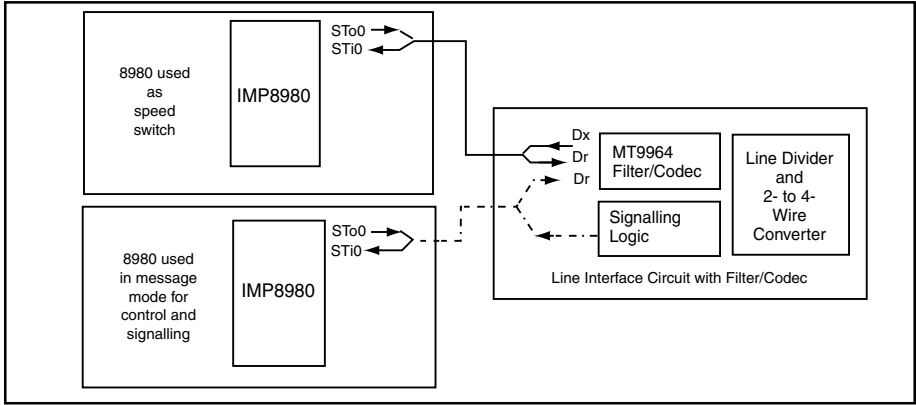 8980 used
as
speed
switch
IMP8980
STo0
STi0
8980 used
in message
mode for
control and
signalling
IMP8980
STo0
STi0
Dx
Dr
Dr
MT9964
Filter/Codec
Signalling
Logic
Line Divider
and
2- to 4-
Wire
Converter
Line Interface Circuit with Filter/Codec